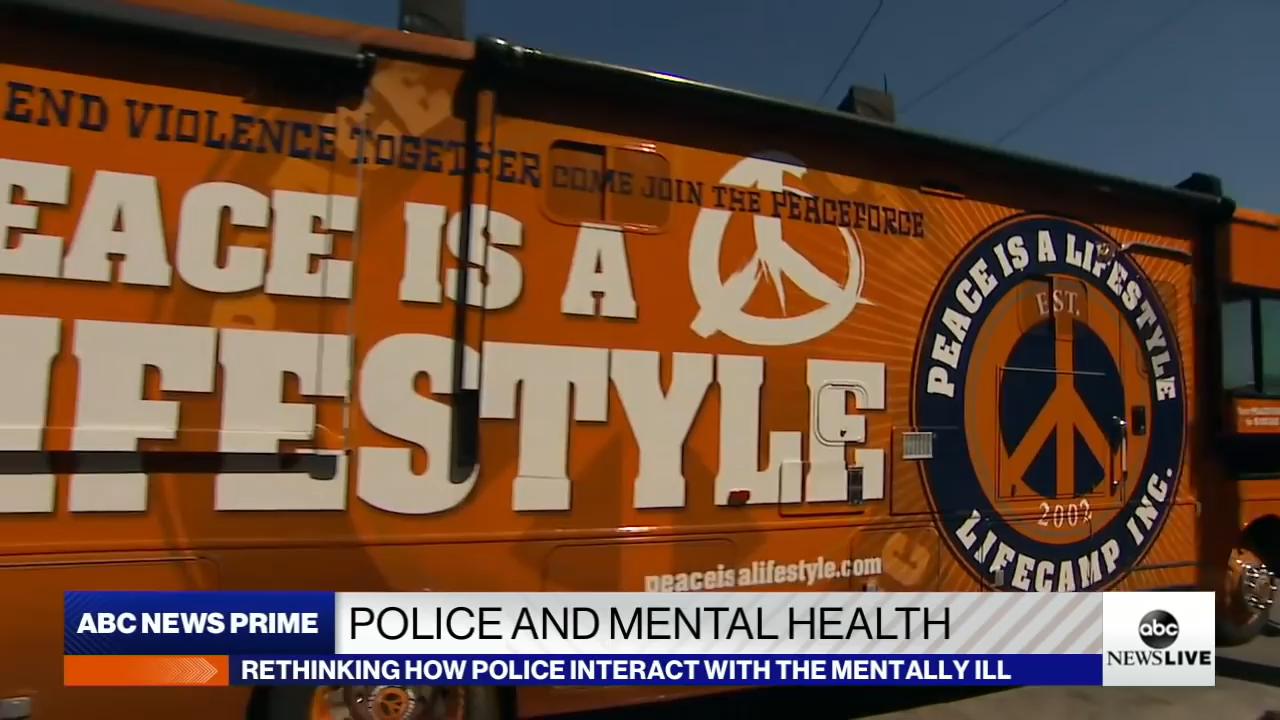 END VIOLENCE TOGETHER COME JOIN THE PEACEFORCE
EACE IS A
IFESTYLE
PEACE IS A LIFESTYLE
EST.
2002
LIFECAMP INC.
peaceisalifestyle.com
ABC NEWS PRIME
POLICE AND MENTAL HEALTH
RETHINKING HOW POLICE INTERACT WITH THE MENTALLY ILL
abc
NEWSLIVE